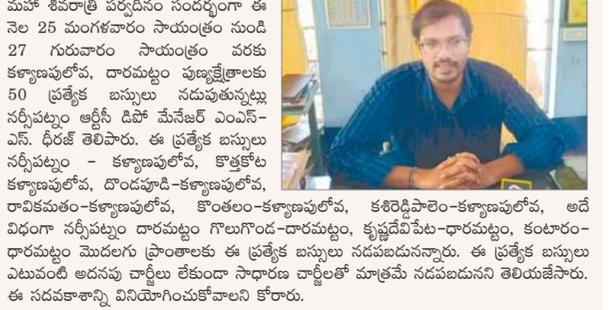 మహా శివరాత్రి పర్వదినం సందర్భంగా ఈ
నెల 25 మంగళవారం సాయంత్రం నుండి
27 గురువారం సాయంత్రం వరకు
కళ్యాణపులోవ, దారమట్టం పుణ్యక్షేత్రాలకు
50 ప్రత్యేక బస్సులు నడుపుతున్నట్లు
నర్సీపట్నం ఆర్టీసీ డిపో మేనేజర్ ఎంఎస్-
ఎస్. ధీరజ్ తెలిపారు. ఈ ప్రత్యేక బస్సులు
నర్సీపట్నం - కళ్యాణపులోవ, కొత్తకోట
కళ్యాణపులోవ, దొండపూడి-కళ్యాణపులోవ,
రావికమతం-కళ్యాణపులోవ, కొంతలం-కళ్యాణపులోవ, కశిరెడ్డిపాలెం-కళ్యాణపులోవ, అదే
విధంగా నర్సీపట్నం దారమట్టం గొలుగొండ-దారమట్టం, కృష్ణదేవిపేట-ధారమట్టం, కంటారం-
ధారమట్టం మొదలగు ప్రాంతాలకు ఈ ప్రత్యేక బస్సులు నడపబడునన్నారు. ఈ ప్రత్యేక బస్సులు
ఎటువంటి అదనపు చార్జీలు లేకుండా సాధారణ చార్జీలతో మాత్రమే నడపబడునని తెలియజేసారు.
ఈ సదవకాశాన్ని వినియోగించుకోవాలని కోరారు.